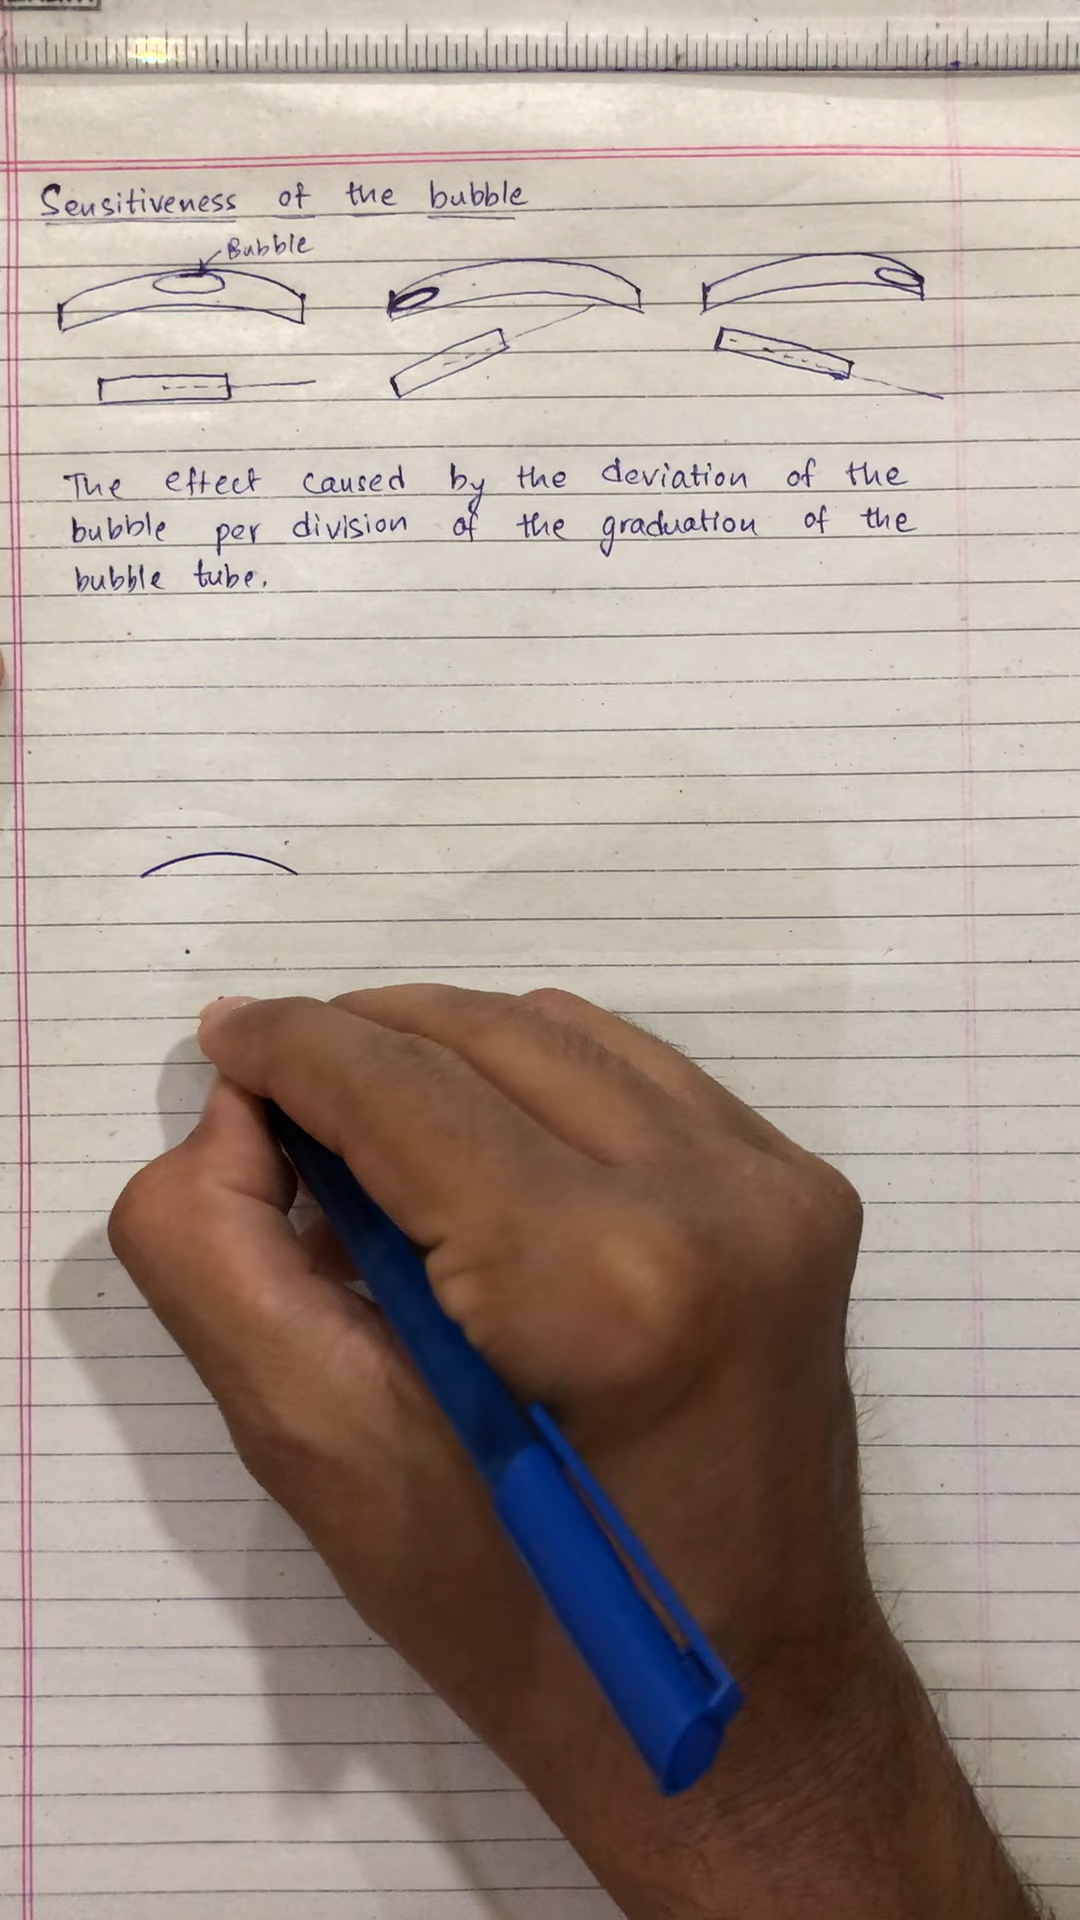 Sensitiveness of the bubble
Bubble
The effect caused by the deviation of the
bubble per division of the graduation of the
bubble tube.